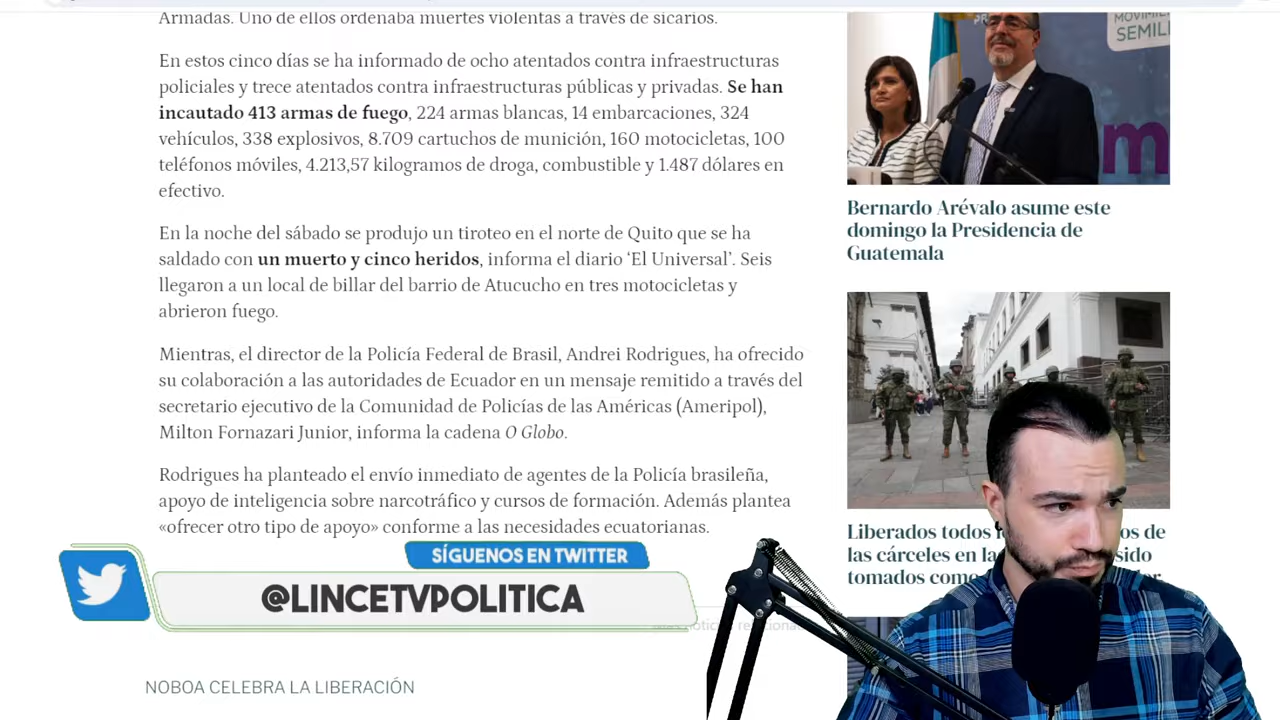 Armadas. Uno de ellos ordenaba muertes violentas a través de sicarios.
En estos cinco días se ha informado de ocho atentados contra infraestructuras
policiales y trece atentados contra infraestructuras públicas y privadas. Se han
incautado 413 armas de fuego, 224 armas blancas, 14 embarcaciones, 324
vehículos, 338 explosivos, 8.709 cartuchos de munición, 160 motocicletas, 100
teléfonos móviles, 4.213,57 kilogramos de droga, combustible y 1.487 dólares en
efectivo.
En la noche del sábado se produjo un tiroteo en el norte de Quito que se ha
saldado con un muerto y cinco heridos, informa el diario ‘El Universal’. Seis
llegaron a un local de billar del barrio de Atucucho en tres motocicletas y
abrieron fuego.
Mientras, el director de la Policía Federal de Brasil, Andrei Rodrigues, ha ofrecido
su colaboración a las autoridades de Ecuador en un mensaje remitido a través del
secretario ejecutivo de la Comunidad de Policías de las Américas (Ameripol),
Milton Fornazari Junior, informa la cadena O Globo.
Rodrigues ha planteado el envío inmediato de agentes de la Policía brasileña,
apoyo de inteligencia sobre narcotráfico y cursos de formación. Además plantea
«ofrecer otro tipo de apoyo» conforme a las necesidades ecuatorianas.
SÍGUENOS EN TWITTER
@LINCETVPOLITICA
NOBOA CELEBRA LA LIBERACIÓN
SEMIL
m
Bernardo Arévalo asume este
domingo la Presidencia de
Guatemala
Liberados todos os de
las cárceles en la sido
tomados como